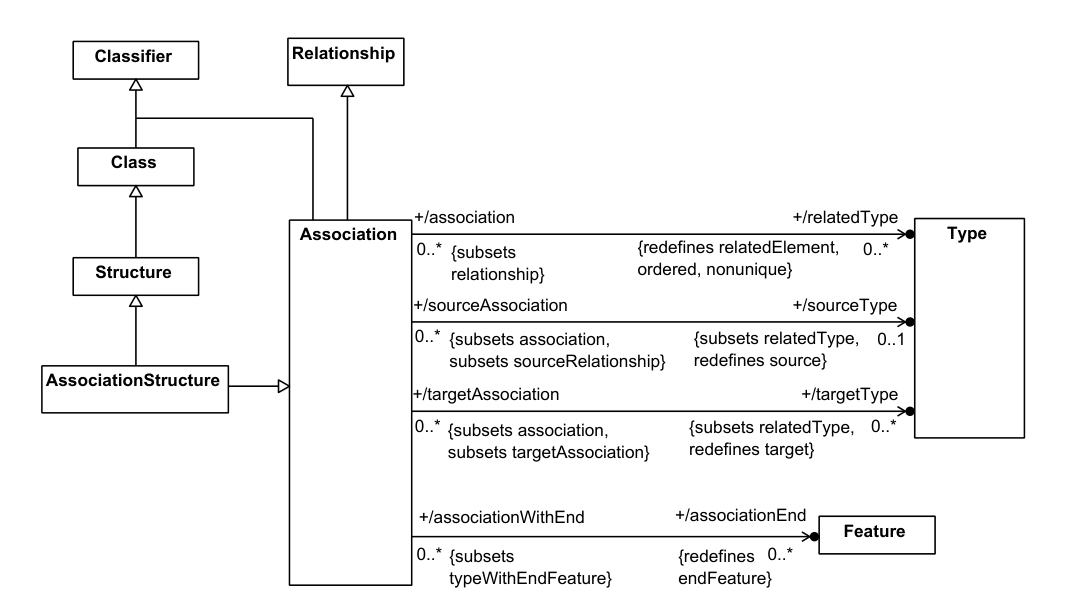 Classifier
Relationship
Class
Structure
AssociationStructure
Association
Type
+/association
+/relatedType
0..*
{subsets
relationship}
{redefines relatedElement,
ordered, nonunique}
0..*
+/sourceAssociation
+/sourceType
0..*
{subsets association,
subsets sourceRelationship}
{subsets relatedType,
redefines source}
0..1
+/targetAssociation
+/targetType
0..*
{subsets association,
subsets targetAssociation}
{subsets relatedType,
redefines target}
0..*
+/associationWithEnd
+/associationEnd
0..*
{subsets
typeWithEndFeature}
{redefines
endFeature}
0..*
Feature